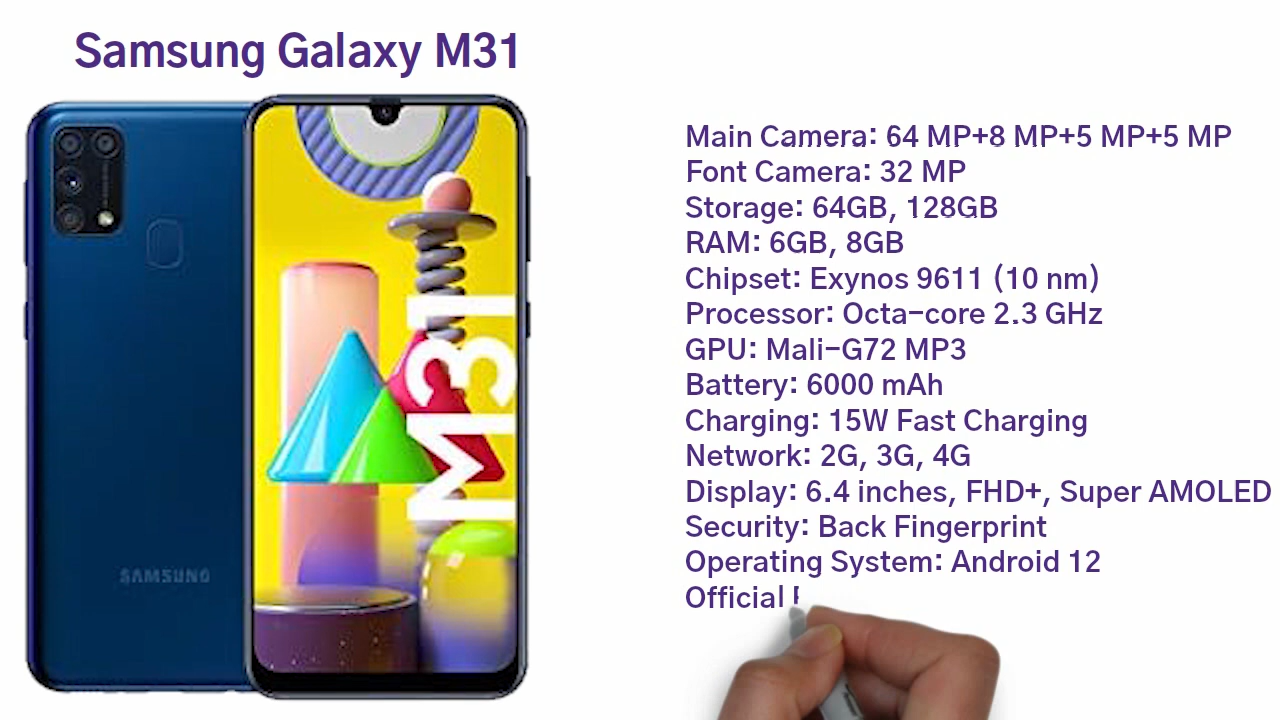 Samsung Galaxy M31
Main Camera: 64 MP+8 MP+5 MP+5 MP
Font Camera: 32 MP
Storage: 64GB, 128GB
RAM: 6GB, 8GB
Chipset: Exynos 9611 (10 nm)
Processor: Octa-core 2.3 GHz
GPU: Mali-G72 MP3
Battery: 6000 mAh
Charging: 15W Fast Charging
Network: 2G, 3G, 4G
Display: 6.4 inches, FHD+, Super AMOLED
Security: Back Fingerprint
Operating System: Android 12
Official
SAMSUNG
M31